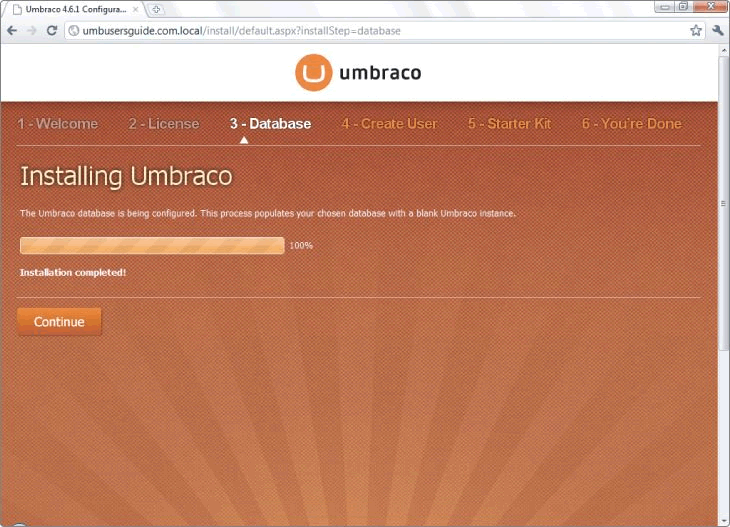 Umbraco 4.6.1 Configura...
umbusersguide.com.local/install/default.aspx?installStep=database
umbraco
1 - Welcome 2 - License 3 - Database 4 - Create User 5 - Starter Kit 6 - You're Done
Installing Umbraco
The Umbraco database is being configured. This process populates your chosen database with a blank Umbraco instance.
100%
Installation completed!
Continue